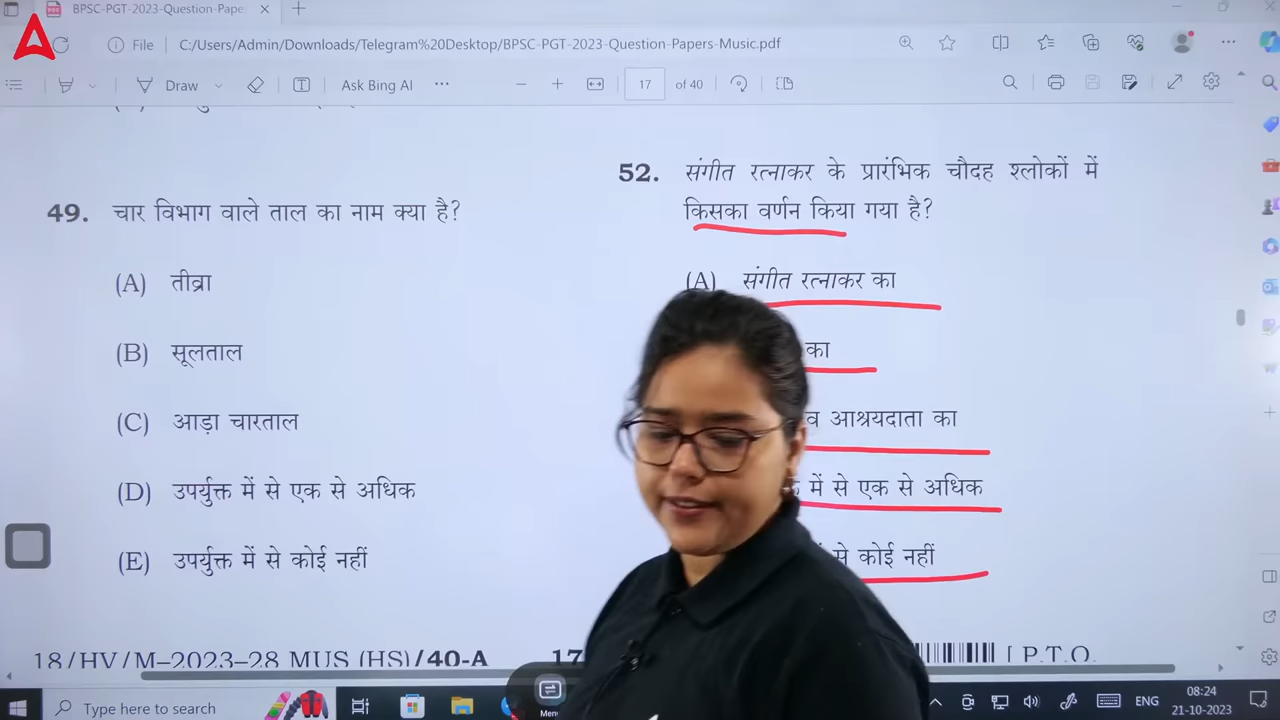 BPSC-PGT-2023-Question-Pape
File C:/Users/Admin/Downloads/Telegram%20Desktop/BPSC-PGT-2023-Question-Papers-Music.pdf
Draw Ask Bing AI 17 of 40
49. चार विभाग वाले ताल का नाम क्या है?
(A) तीव्रा
(B) सूलताल
(C) आड़ा चारताल
(D) उपर्युक्त में से एक से अधिक
(E) उपर्युक्त में से कोई नहीं
52. संगीत रत्नाकर के प्रारंभिक चौदह श्लोकों में
किसका वर्णन किया गया है?
(A) संगीत रत्नाकर का
का
व आश्रयदाता का
में से एक से अधिक
से कोई नहीं
18/HV/M–2023–28 MUS (HS)/40-A 17 [ P.T.O.
Type here to search
Menu
ENG
08:24
21-10-2023